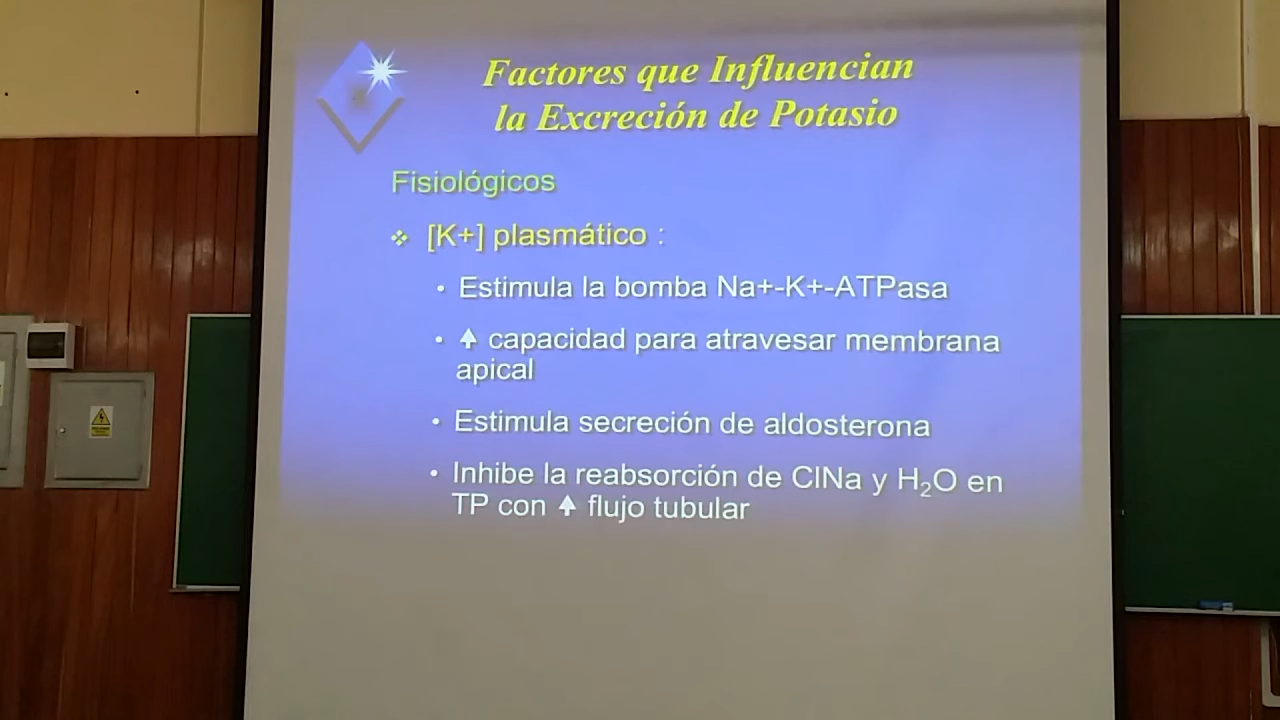 Factores que Influencian
la Excreción de Potasio
Fisiológicos
❖ [K+] plasmático :
• Estimula la bomba Na+-K+-ATPasa
• 🡅 capacidad para atravesar membrana
apical
• Estimula secreción de aldosterona
• Inhibe la reabsorción de ClNa y H₂O en
TP con 🡅 flujo tubular